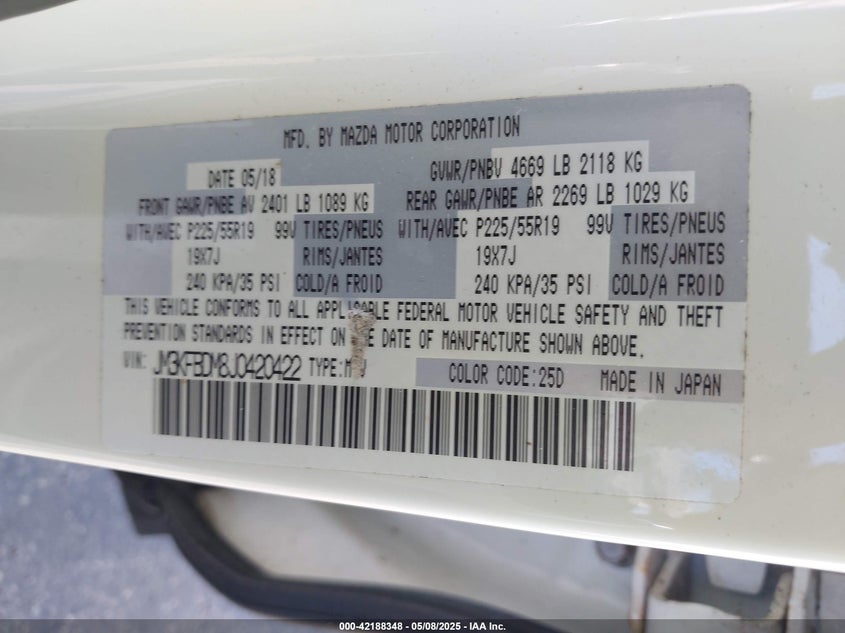 MFD. BY MAZDA MOTOR CORPORATION
DATE 05/18 GVWR/PNBV 4669 LB 2118 KG
FRONT GAWR/PNBE AV 2401 LB 1089 KG REAR GAWR/PNBE AR 2269 LB 1029 KG
WITH/AVEC P225/55R19 99V TIRES/PNEUS WITH/AVEC P225/55R19 99V TIRES/PNEUS
19X7J RIMS/JANTES 19X7J RIMS/JANTES
240 KPA/35 PSI COLD/A FROID 240 KPA/35 PSI COLD/A FROID
THIS VEHICLE CONFORMS TO ALL APPLICABLE FEDERAL MOTOR VEHICLE SAFETY AND THEFT
PREVENTION STANDARDS IN EFFECT ON THE DATE OF MANUFACTURE SHOWN ABOVE.
VIN: JM3KFBDM8J0420422 TYPE: COLOR CODE:25D MADE IN JAPAN
000-42188348 - 05/08/2025 - IAA Inc.